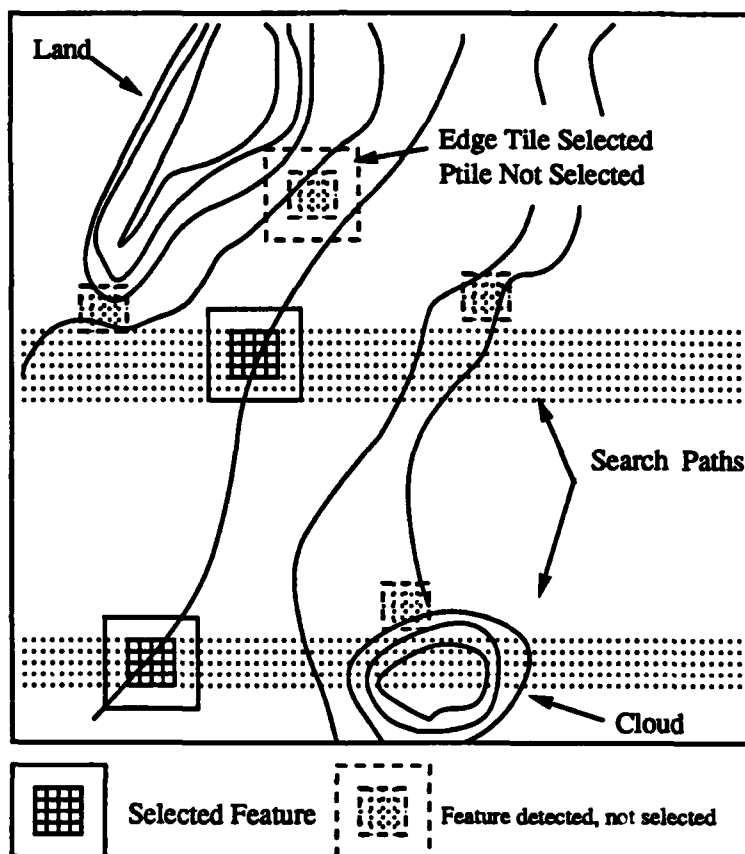 Land
Edge Tile Selected
Ptile Not Selected
Search Paths
Cloud
Selected Feature
Feature detected, not selected